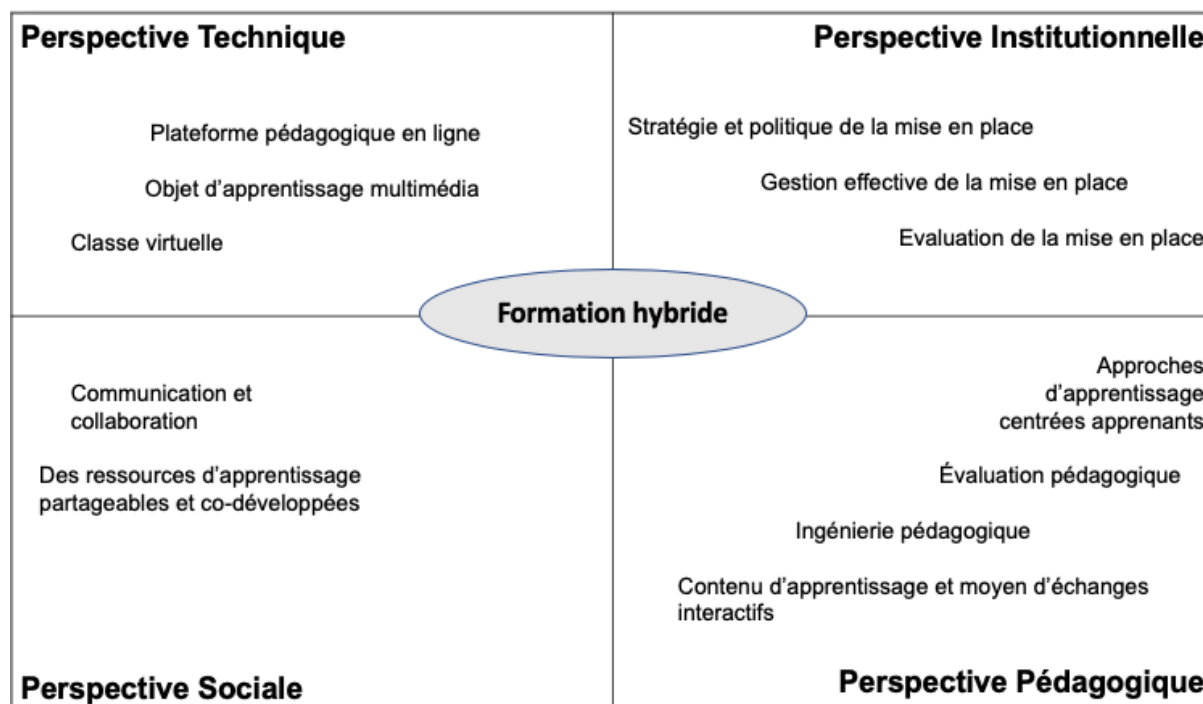 Perspective Technique
Plateforme pédagogique en ligne
Objet d'apprentissage multimédia
Classe virtuelle
Perspective Institutionnelle
Stratégie et politique de la mise en place
Gestion effective de la mise en place
Evaluation de la mise en place
Formation hybride
Communication et
collaboration
Des ressources d'apprentissage
partageables et co-développées
Perspective Sociale
Approches
d'apprentissage
centrées apprenants
Évaluation pédagogique
Ingénierie pédagogique
Contenu d'apprentissage et moyen d'échanges
interactifs
Perspective Pédagogique